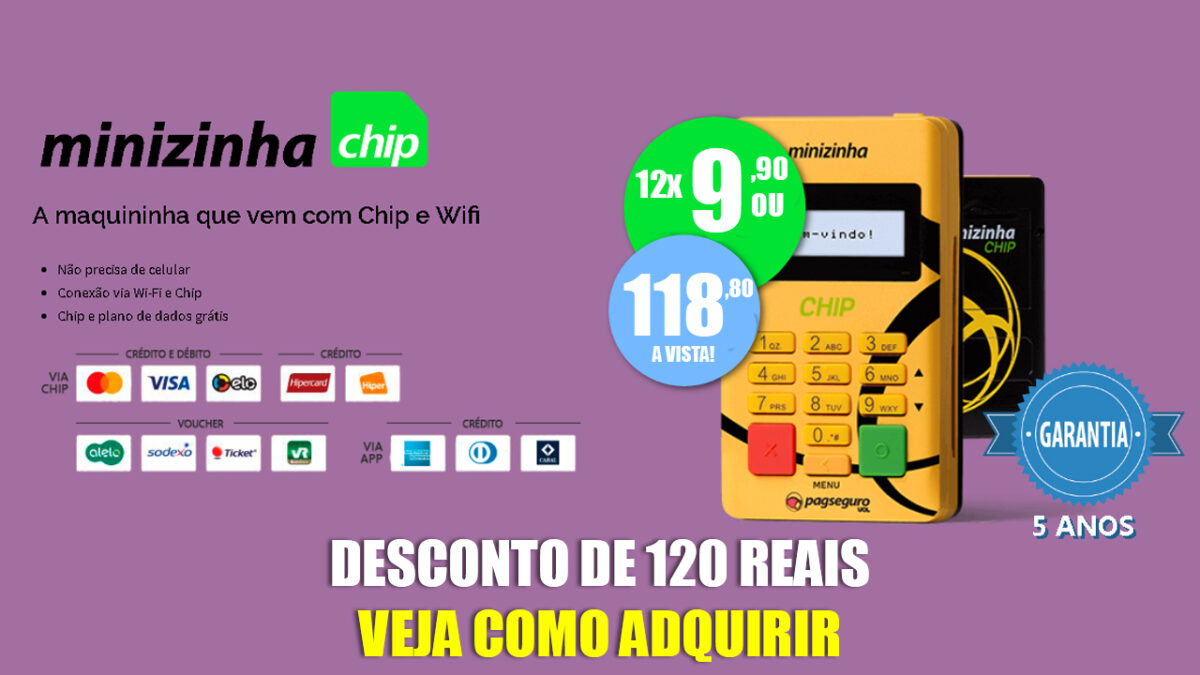 minizinha chip
A maquininha que vem com Chip e Wifi
• Não precisa de celular
• Conexão via Wi-Fi e Chip
• Chip e plano de dados grátis
CRÉDITO E DÉBITO
CRÉDITO
VIA CHIP
VISA
elo
Hipercard
Hiper
VOUCHER
CRÉDITO
alelo
sodexo
Ticket
VR
VIA APP
CABAL
12X 9,90 OU
118,80
A VISTA!
minizinha
m-vindo!
CHIP
1 QZ. 2 ABC 3 DEF
4 GHI 5 JKL 6 MNO
7 PRS 8 TUV 9 WXY
0 .*#
X < O
MENU
pagseguro
UOL
nizinha
CHIP
GARANTIA
5 ANOS
DESCONTO DE 120 REAIS
VEJA COMO ADQUIRIR